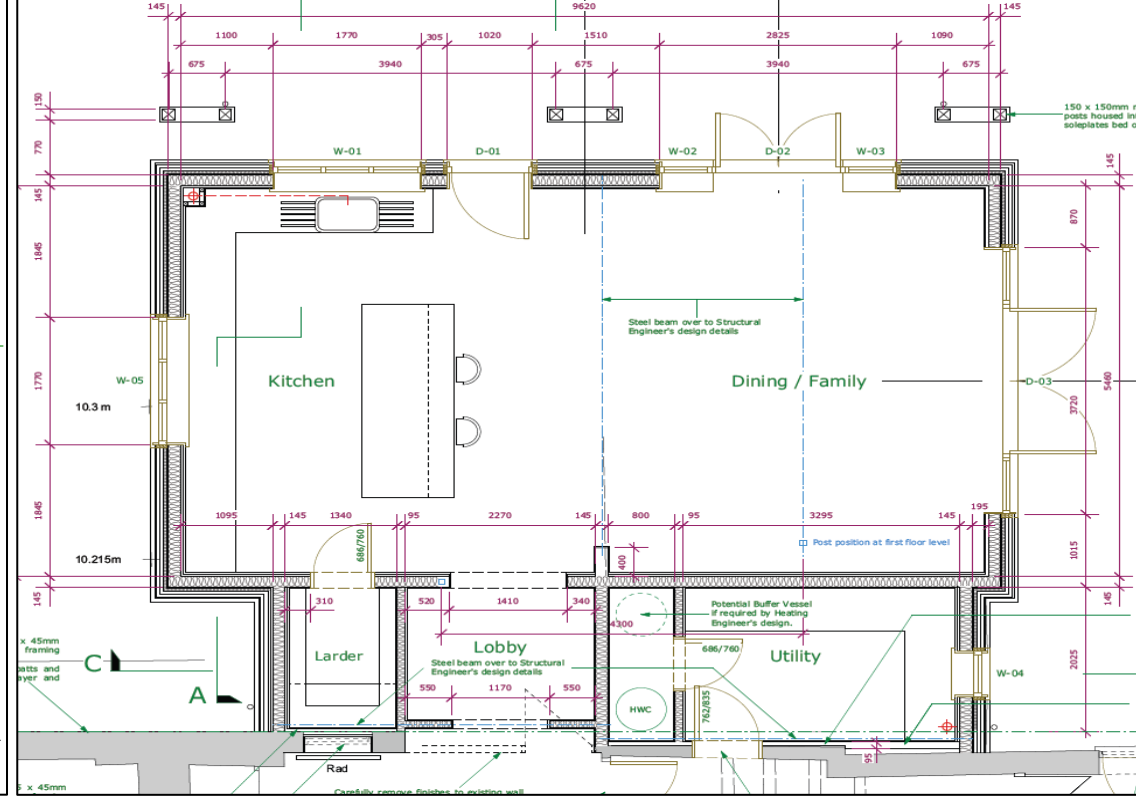 145 9620 145
1100 1770 305 1020 1510 2825 1090
675 3940 675 3940 675
150
770
150 x 150mm
posts housed
soleplates bed
W-01 D-01 W-02 D-02 W-03
145
145
870
1845
Steel beam over to Structural
Engineer's design details
W-05 Kitchen Dining / Family D-03
1770
5460
3720
10.3 m
1845
1095 145 1340 95 2270 145 800 95 3295 145 195
686/760
Post position at first floor level
10.215m
400
1015
145
145
310 520 1410 340
Potential Buffer Vessel
if required by Heating
Engineer's design.
4300
x 45mm
framing
Lobby
686/760
C
Larder
Steel beam over to Structural
Engineer's design details
Utility
2025
W-04
batts and
ayer and
A
550 1170 550
HWC
762/835
95
Rad
x 45mm
Carefully remove finishes to existing wall